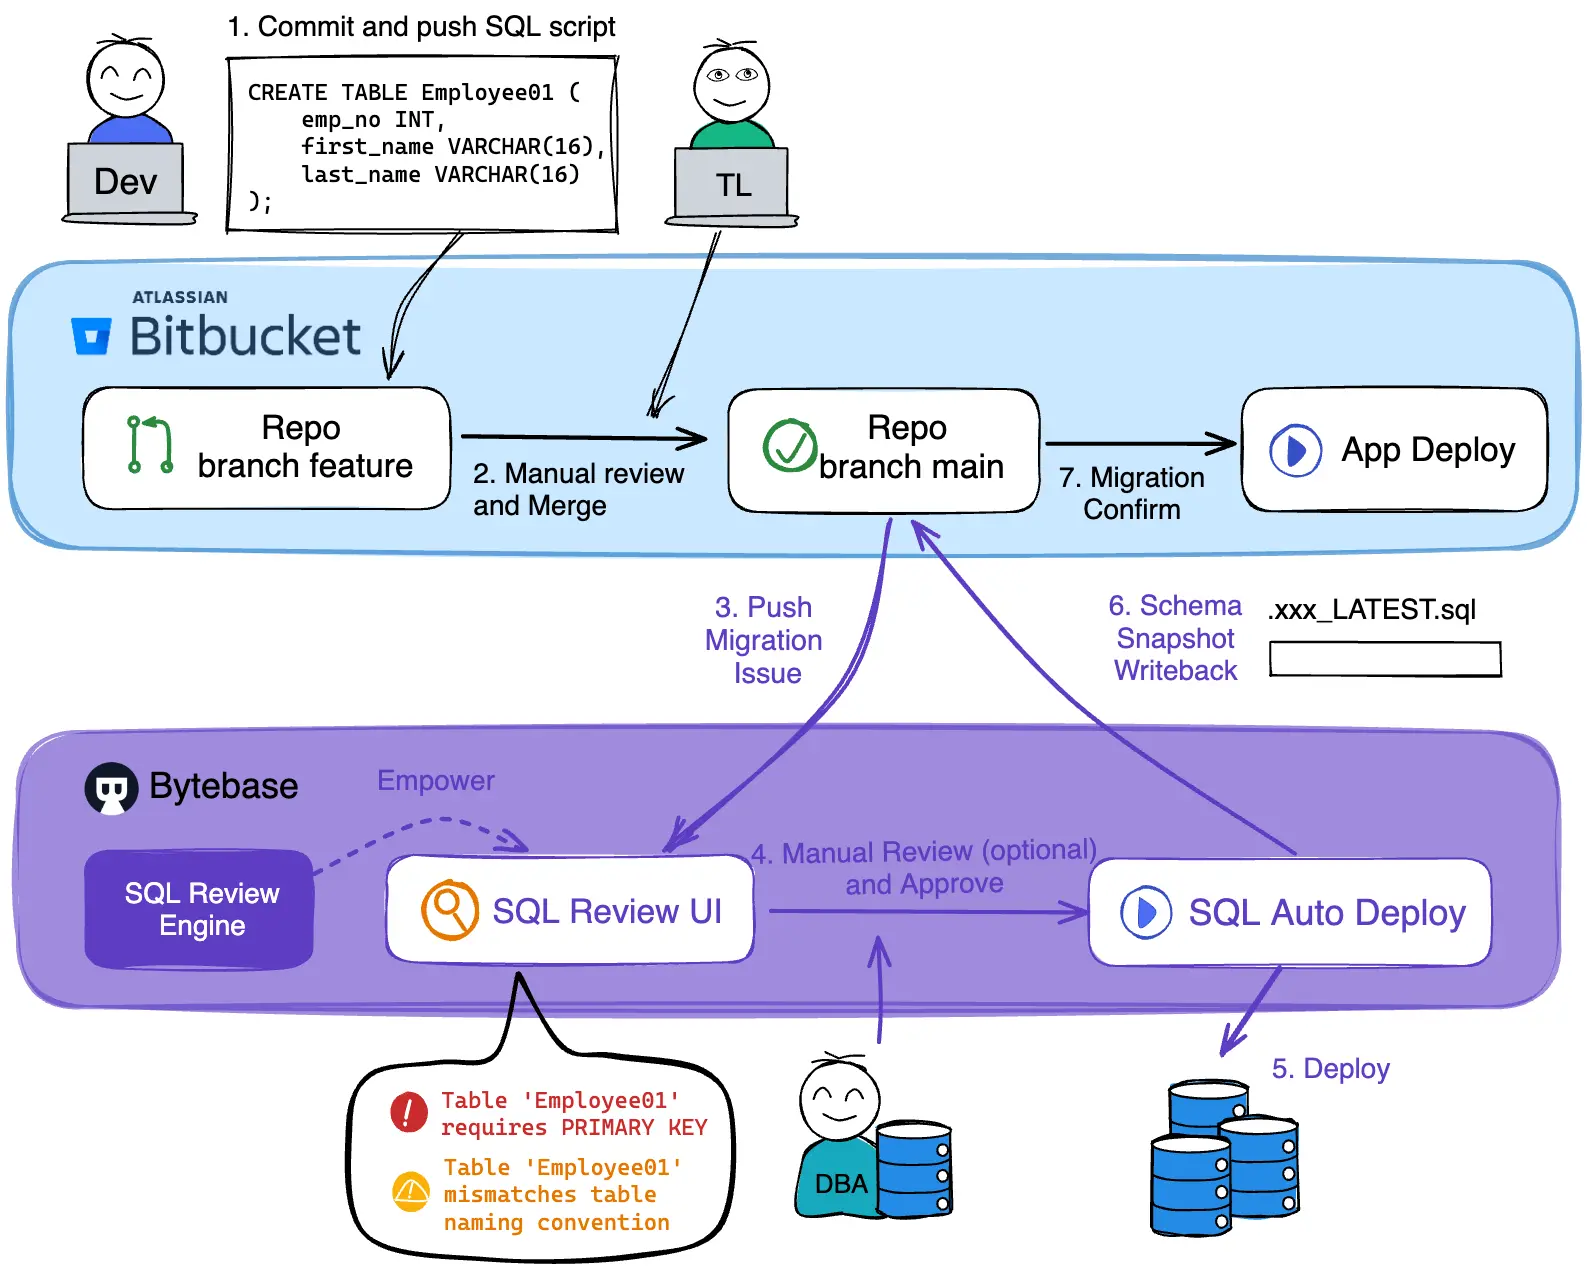 1. Commit and push SQL script
CREATE TABLE Employee01 (
emp_no INT,
first_name VARCHAR(16),
last_name VARCHAR(16)
);
Dev
TL
ATLASSIAN
Bitbucket
Repo
branch feature
2. Manual review
and Merge
Repo
branch main
7. Migration
Confirm
App Deploy
3. Push
Migration
Issue
6. Schema
Snapshot
Writeback
.xxx_LATEST.sql
Bytebase
Empower
SQL Review
Engine
SQL Review UI
4. Manual Review (optional)
and Approve
SQL Auto Deploy
5. Deploy
Table 'Employee01'
requires PRIMARY KEY
Table 'Employee01'
mismatches table
naming convention
DBA